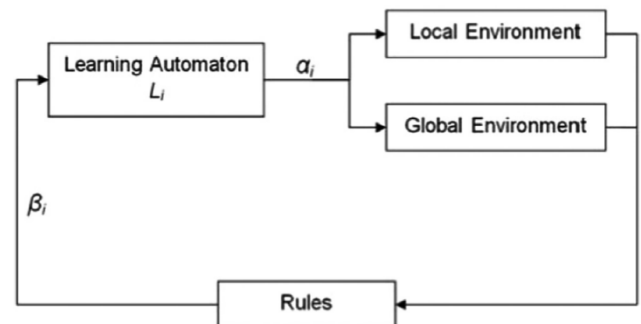 Learning Automaton
Lᵢ
αᵢ
Local Environment
Global Environment
βᵢ
Rules